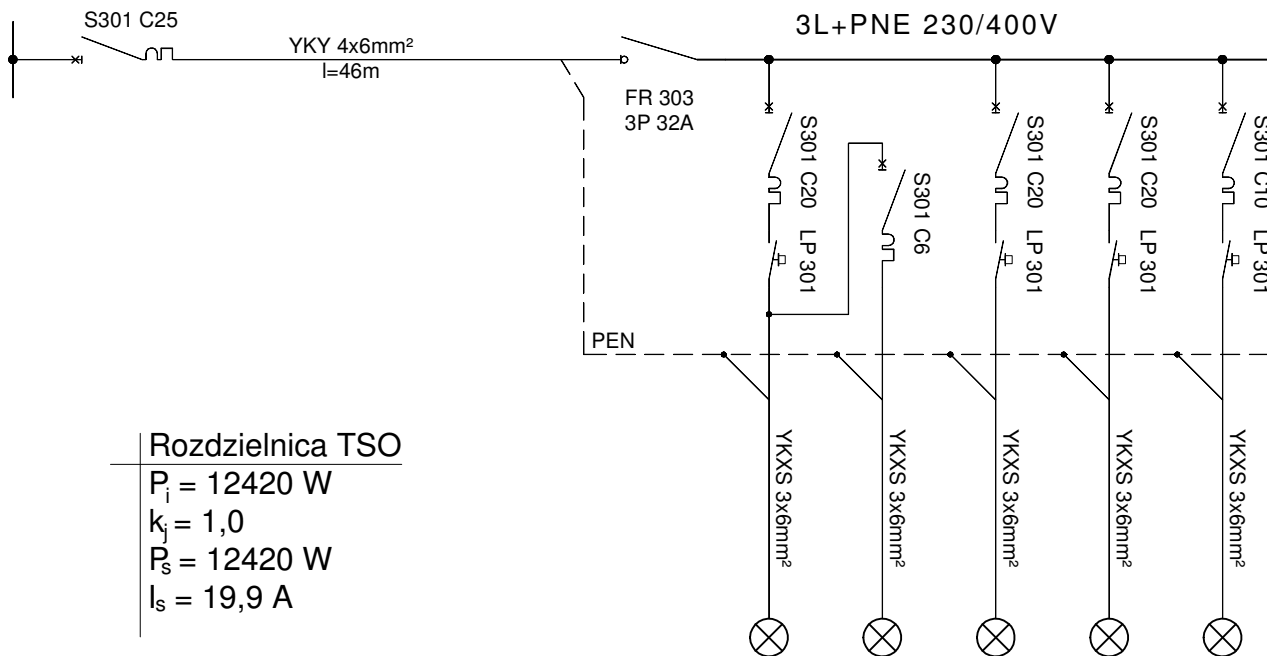 S301 C25
3L+PNE 230/400V
YKY 4x6mm²
l=46m
FR 303
3P 32A
S301 C20
S301 C6
S301 C20
S301 C20
S301 C10
LP 301
LP 301
LP 301
LP 301
PEN
Rozdzielnica TSO
Pi = 12420 W
kj = 1,0
Ps = 12420 W
Is = 19,9 A
YKXS 3x6mm²
YKXS 3x6mm²
YKXS 3x6mm²
YKXS 3x6mm²
YKXS 3x6mm²